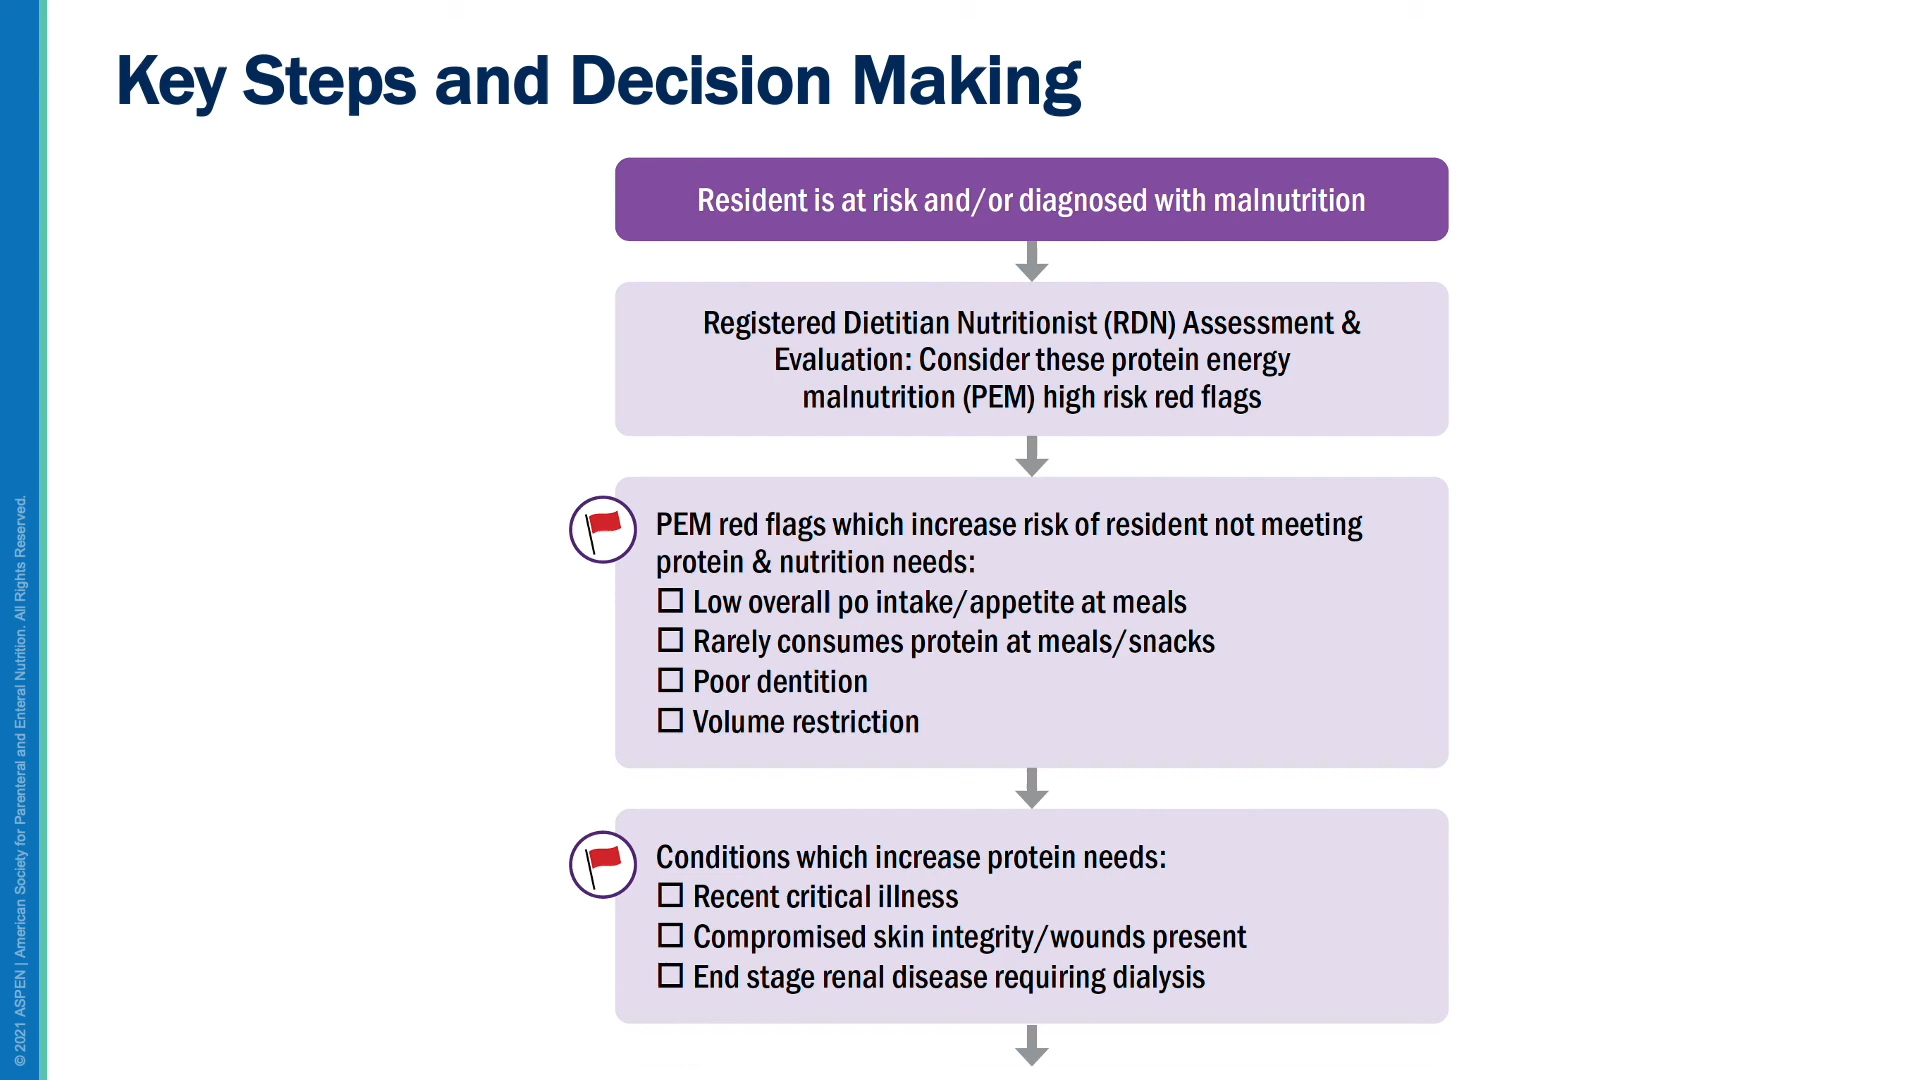 Key Steps and Decision Making
Resident is at risk and/or diagnosed with malnutrition
Registered Dietitian Nutritionist (RDN) Assessment &
Evaluation: Consider these protein energy
malnutrition (PEM) high risk red flags
PEM red flags which increase risk of resident not meeting
protein & nutrition needs:
Low overall po intake/appetite at meals
Rarely consumes protein at meals/snacks
Poor dentition
Volume restriction
Conditions which increase protein needs:
Recent critical illness
Compromised skin integrity/wounds present
End stage renal disease requiring dialysis
© 2021 ASPEN | American Society for Parenteral and Enteral Nutrition. All Rights Reserved.